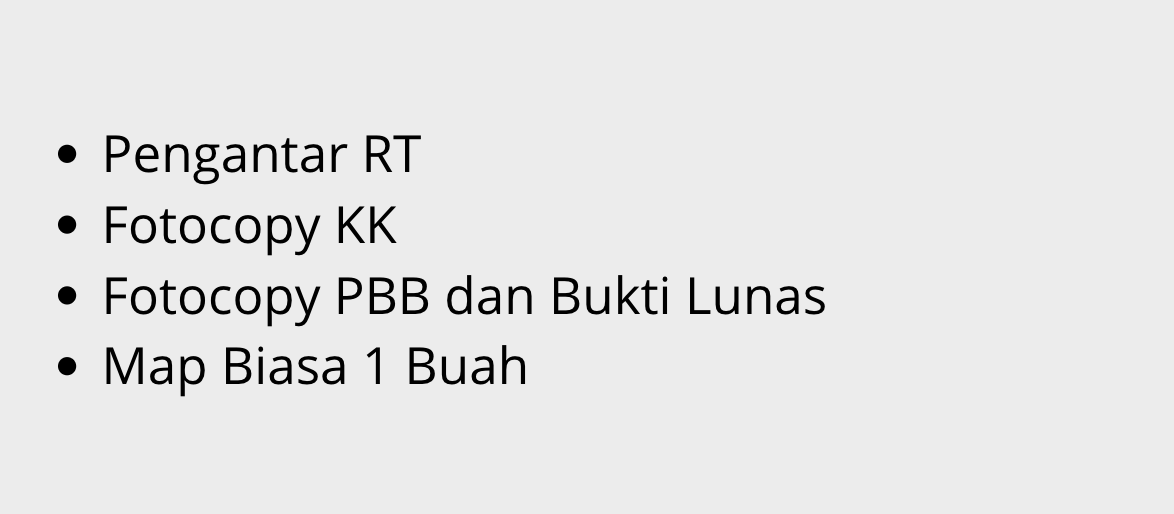 • Pengantar RT
• Fotocopy KK
• Fotocopy PBB dan Bukti Lunas
• Map Biasa 1 Buah